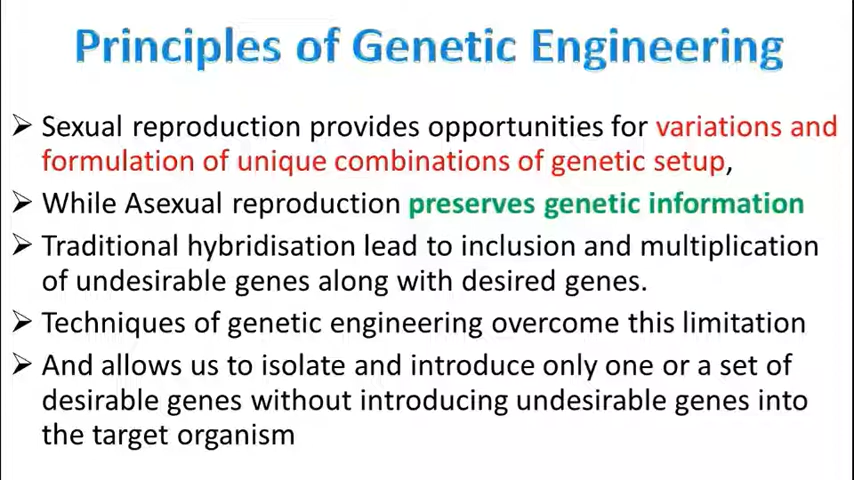 Principles of Genetic Engineering
➢ Sexual reproduction provides opportunities for variations and
formulation of unique combinations of genetic setup,
➢ While Asexual reproduction preserves genetic information
➢ Traditional hybridisation lead to inclusion and multiplication
of undesirable genes along with desired genes.
➢ Techniques of genetic engineering overcome this limitation
➢ And allows us to isolate and introduce only one or a set of
desirable genes without introducing undesirable genes into
the target organism